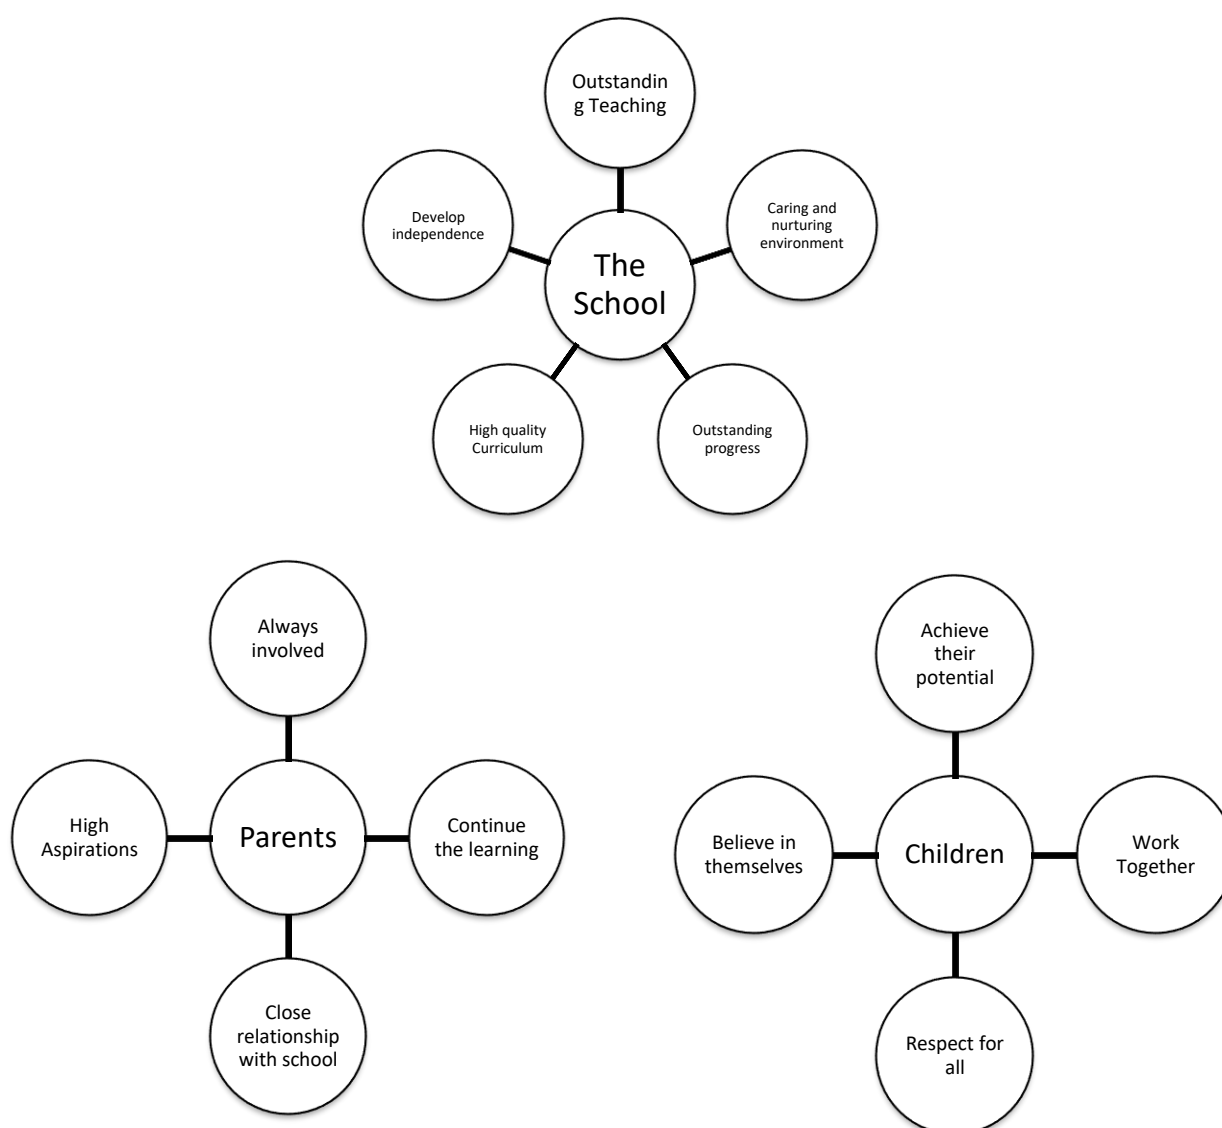 Outstandin
g Teaching
Develop
independence
Caring and
nurturing
environment
The
School
High quality
Curriculum
Outstanding
progress
Always
involved
High
Aspirations
Parents
Continue
the learning
Close
relationship
with school
Achieve
their
potential
Believe in
themselves
Children
Work
Together
Respect for
all